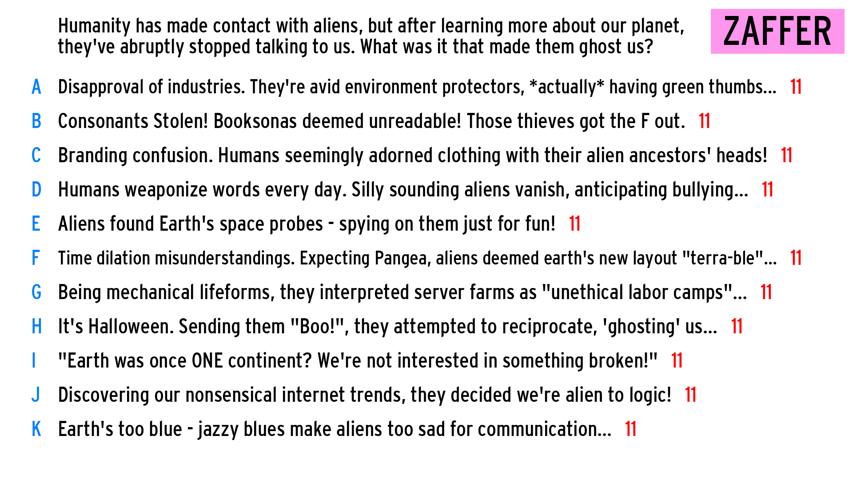 Humanity has made contact with aliens, but after learning more about our planet,
they've abruptly stopped talking to us. What was it that made them ghost us?
ZAFFER
A Disapproval of industries. They're avid environment protectors, *actually* having green thumbs... 11
B Consonants Stolen! Booksonas deemed unreadable! Those thieves got the F out. 11
C Branding confusion. Humans seemingly adorned clothing with their alien ancestors' heads! 11
D Humans weaponize words every day. Silly sounding aliens vanish, anticipating bullying... 11
E Aliens found Earth's space probes - spying on them just for fun! 11
F Time dilation misunderstandings. Expecting Pangea, aliens deemed earth's new layout "terra-ble"... 11
G Being mechanical lifeforms, they interpreted server farms as "unethical labor camps"... 11
H It's Halloween. Sending them "Boo!", they attempted to reciprocate, 'ghosting' us... 11
I "Earth was once ONE continent? We're not interested in something broken!" 11
J Discovering our nonsensical internet trends, they decided we're alien to logic! 11
K Earth's too blue - jazzy blues make aliens too sad for communication... 11